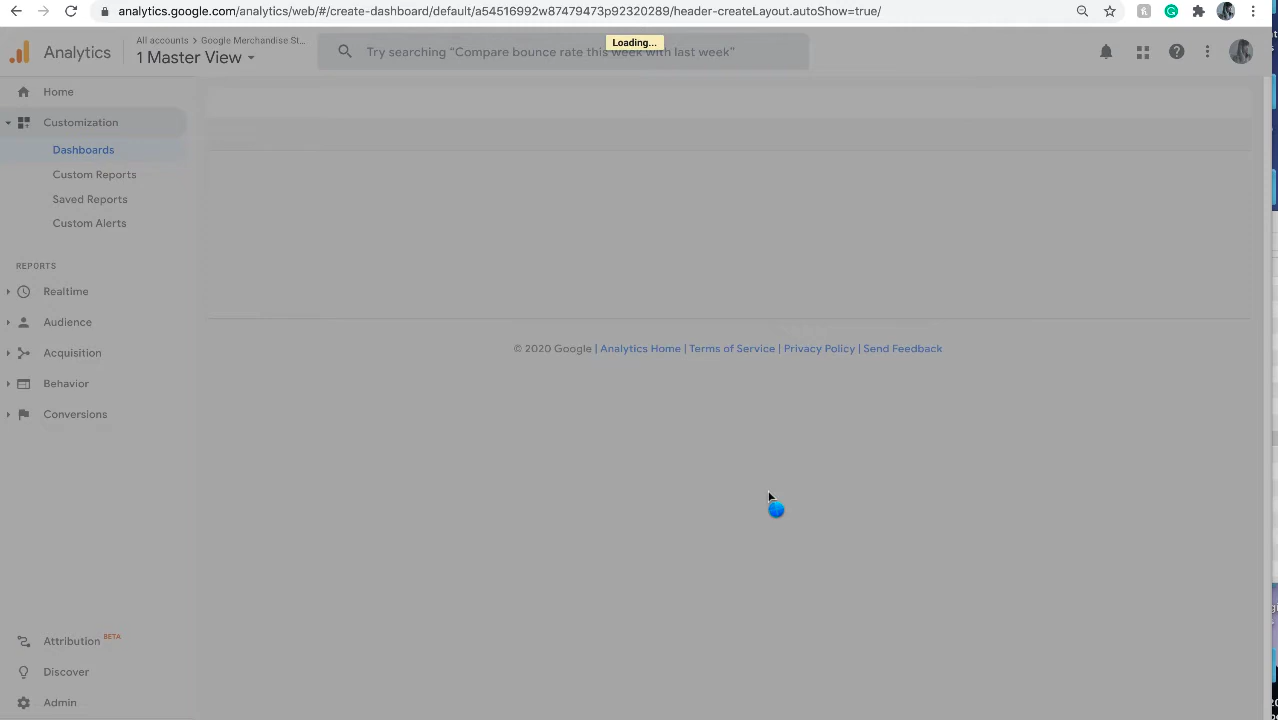 analytics.google.com/analytics/web/#/create-dashboard/default/a54516992w87479473p92320289/header-createLayout.autoShow=true/
Loading...
Analytics
All accounts > Google Merchandise St...
1 Master View
Try searching "Compare bounce rate this week with last week"
Home
Customization
Dashboards
Custom Reports
Saved Reports
Custom Alerts
REPORTS
Realtime
Audience
Acquisition
Behavior
Conversions
© 2020 Google | Analytics Home | Terms of Service | Privacy Policy | Send Feedback
Attribution BETA
Discover
Admin